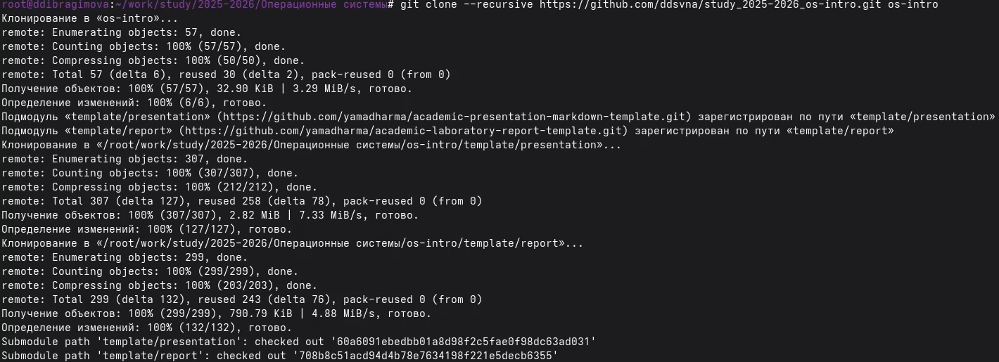 root@ddibragimova:~/work/study/2025-2026/Операционные системы# git clone --recursive https://github.com/ddsvna/study_2025-2026_os-intro.git os-intro
Клонирование в «os-intro»...
remote: Enumerating objects: 57, done.
remote: Counting objects: 100% (57/57), done.
remote: Compressing objects: 100% (50/50), done.
remote: Total 57 (delta 6), reused 30 (delta 2), pack-reused 0 (from 0)
Получение объектов: 100% (57/57), 32.90 KiB | 3.29 MiB/s, готово.
Определение изменений: 100% (6/6), готово.
Подмодуль «template/presentation» (https://github.com/yamadharma/academic-presentation-markdown-template.git) зарегистрирован по пути «template/presentation»
Подмодуль «template/report» (https://github.com/yamadharma/academic-laboratory-report-template.git) зарегистрирован по пути «template/report»
Клонирование в «/root/work/study/2025-2026/Операционные системы/os-intro/template/presentation»...
remote: Enumerating objects: 307, done.
remote: Counting objects: 100% (307/307), done.
remote: Compressing objects: 100% (212/212), done.
remote: Total 307 (delta 127), reused 258 (delta 78), pack-reused 0 (from 0)
Получение объектов: 100% (307/307), 2.82 MiB | 7.33 MiB/s, готово.
Определение изменений: 100% (127/127), готово.
Клонирование в «/root/work/study/2025-2026/Операционные системы/os-intro/template/report»...
remote: Enumerating objects: 299, done.
remote: Counting objects: 100% (299/299), done.
remote: Compressing objects: 100% (203/203), done.
remote: Total 299 (delta 132), reused 243 (delta 76), pack-reused 0 (from 0)
Получение объектов: 100% (299/299), 790.79 KiB | 4.88 MiB/s, готово.
Определение изменений: 100% (132/132), готово.
Submodule path 'template/presentation': checked out '60a6091ebedbb01a8d98f2c5fae0f98dc63ad031'
Submodule path 'template/report': checked out '708b8c51acd94d4b78e7634198f221e5decb6355'